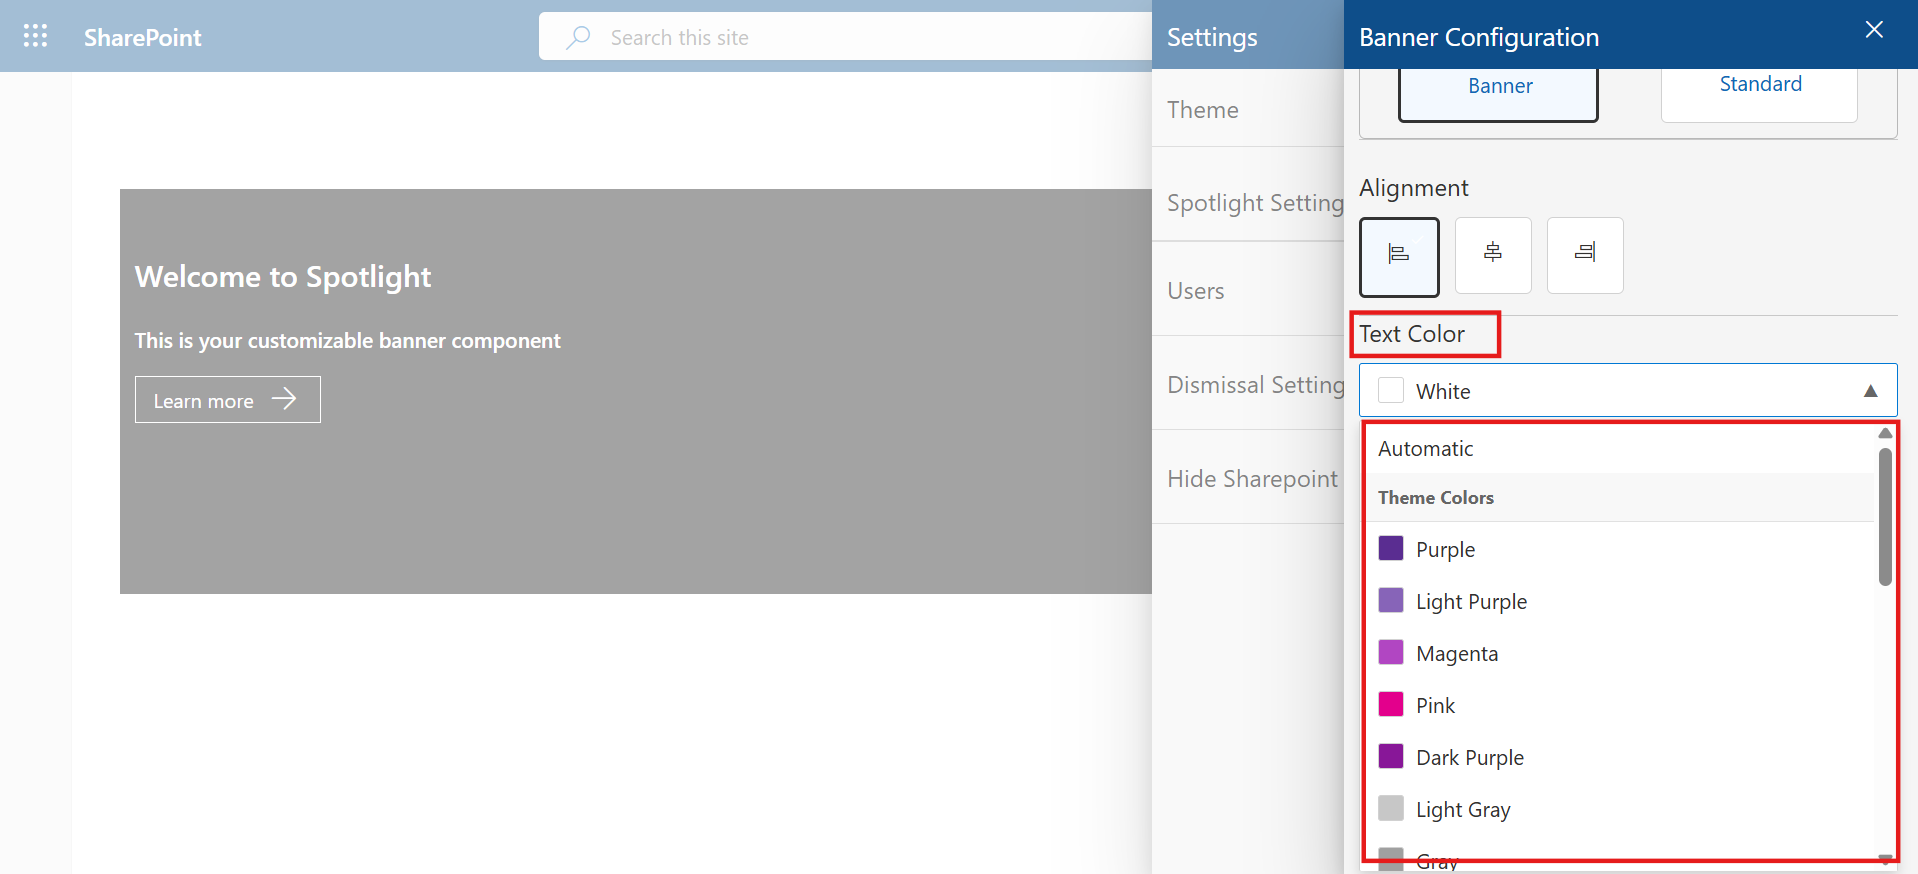 SharePoint
Search this site
Welcome to Spotlight
This is your customizable banner component
Learn more
Settings
Theme
Spotlight Setting
Users
Dismissal Setting
Hide Sharepoint
Banner Configuration
Banner
Standard
Alignment
Text Color
White
Automatic
Theme Colors
Purple
Light Purple
Magenta
Pink
Dark Purple
Light Gray
Gray